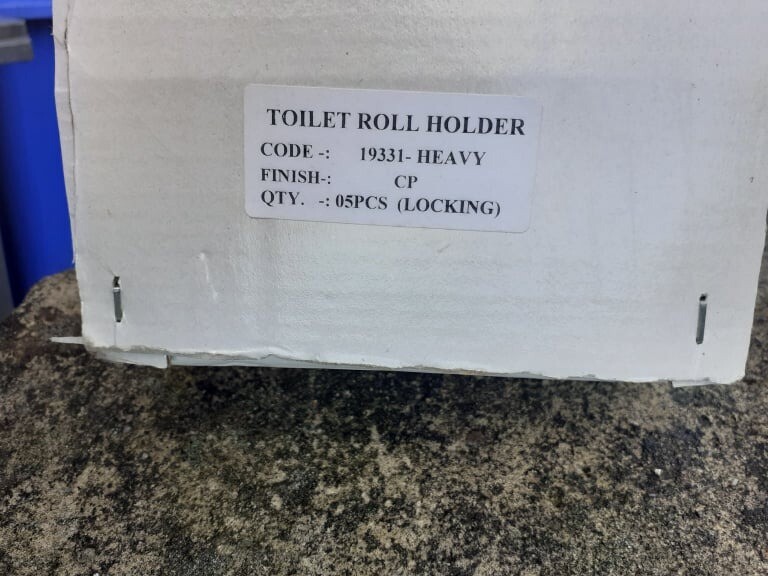 TOILET ROLL HOLDER
CODE -: 19331- HEAVY
FINISH-: CP
QTY. -: 05PCS (LOCKING)